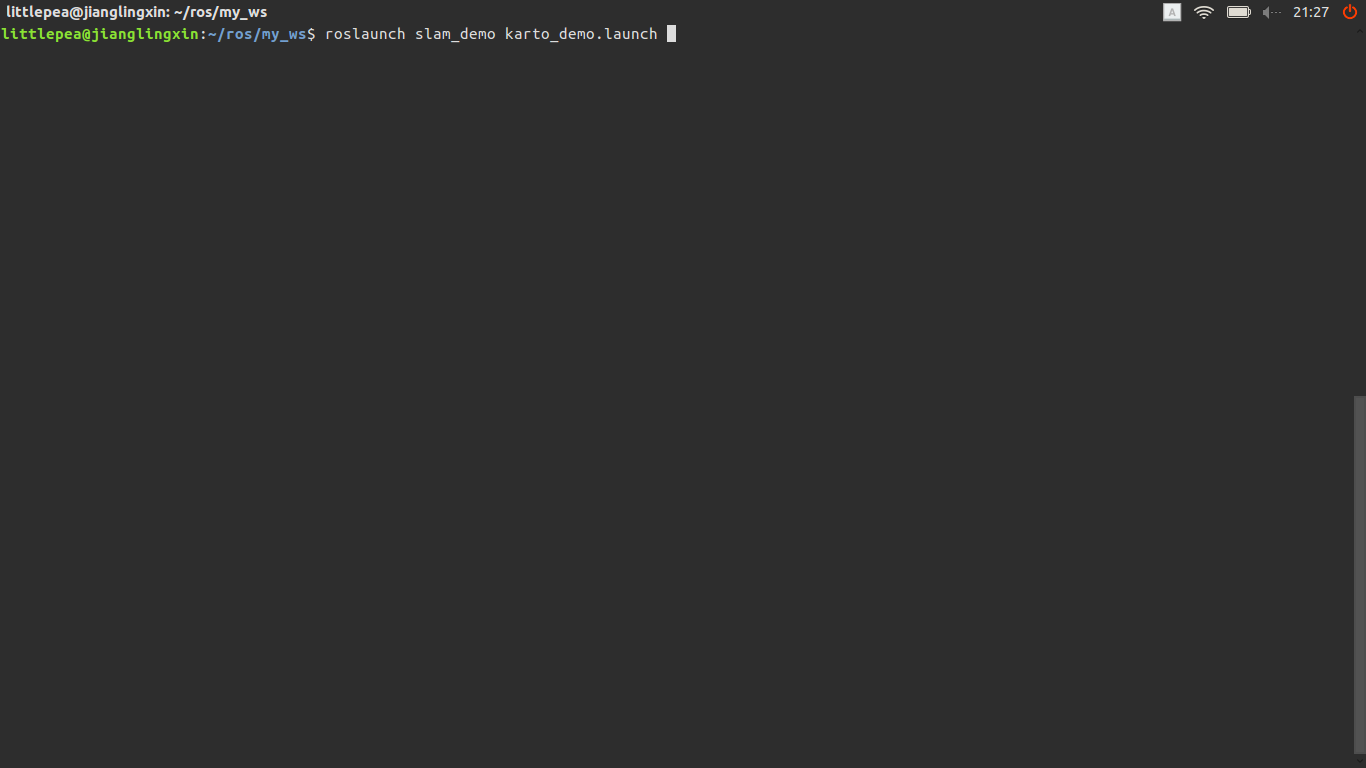 littlepea@jianglingxin: ~/ros/my_ws
A
21:27
littlepea@jianglingxin:~/ros/my_ws$ roslaunch slam_demo karto_demo.launch